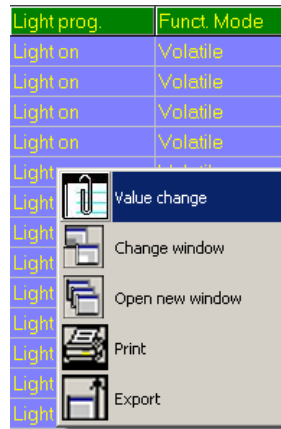 Light prog. Funct. Mode
Light on Volatile
Light on Volatile
Light on Volatile
Light on Volatile
Light
Light Value change
Light
Light Change window
Light Open new window
Light
Light Print
Light
Light Export